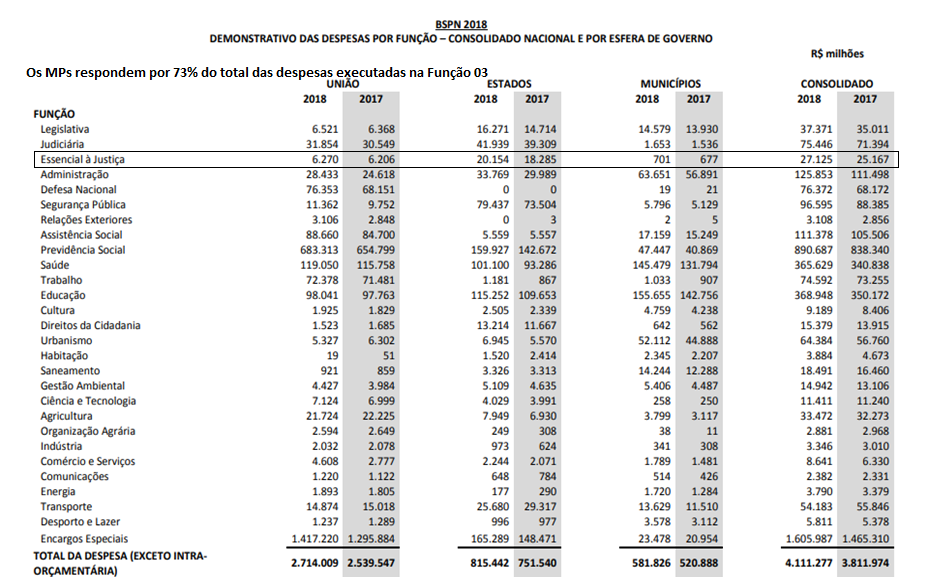 BSPN 2018
DEMONSTRATIVO DAS DESPESAS POR FUNÇÃO – CONSOLIDADO NACIONAL E POR ESFERA DE GOVERNO
R$ milhões
Os MPs respondem por 73% do total das despesas executadas na Função 03
UNIÃO ESTADOS MUNICÍPIOS CONSOLIDADO
2018 2017 2018 2017 2018 2017 2018 2017
FUNÇÃO
Legislativa 6.521 6.368 16.271 14.714 14.579 13.930 37.371 35.011
Judiciária 31.854 30.549 41.939 39.309 1.653 1.536 75.446 71.394
Essencial à Justiça 6.270 6.206 20.154 18.285 701 677 27.125 25.167
Administração 28.433 24.618 33.769 29.989 63.651 56.891 125.853 111.498
Defesa Nacional 76.353 68.151 0 0 19 21 76.372 68.172
Segurança Pública 11.362 9.752 79.437 73.504 5.796 5.129 96.595 88.385
Relações Exteriores 3.106 2.848 0 3 2 5 3.108 2.856
Assistência Social 88.660 84.700 5.559 5.557 17.159 15.249 111.378 105.506
Previdência Social 683.313 654.799 159.927 142.672 47.447 40.869 890.687 838.340
Saúde 119.050 115.758 101.100 93.286 145.479 131.794 365.629 340.838
Trabalho 72.378 71.481 1.181 867 1.033 907 74.592 73.255
Educação 98.041 97.763 115.252 109.653 155.655 142.756 368.948 350.172
Cultura 1.925 1.829 2.505 2.339 4.759 4.238 9.189 8.406
Direitos da Cidadania 1.523 1.685 13.214 11.667 642 562 15.379 13.915
Urbanismo 5.327 6.302 6.945 5.570 52.112 44.888 64.384 56.760
Habitação 19 51 1.520 2.414 2.345 2.207 3.884 4.673
Saneamento 921 859 3.326 3.313 14.244 12.288 18.491 16.460
Gestão Ambiental 4.427 3.984 5.109 4.635 5.406 4.487 14.942 13.106
Ciência e Tecnologia 7.124 6.999 4.029 3.991 258 250 11.411 11.240
Agricultura 21.724 22.225 7.949 6.930 3.799 3.117 33.472 32.273
Organização Agrária 2.594 2.649 249 308 38 11 2.881 2.968
Indústria 2.032 2.078 973 624 341 308 3.346 3.010
Comércio e Serviços 4.608 2.777 2.244 2.071 1.789 1.481 8.641 6.330
Comunicações 1.220 1.122 648 784 514 426 2.382 2.331
Energia 1.893 1.805 177 290 1.720 1.284 3.790 3.379
Transporte 14.874 15.018 25.680 29.317 13.629 11.510 54.183 55.846
Desporto e Lazer 1.237 1.289 996 977 3.578 3.112 5.811 5.378
Encargos Especiais 1.417.220 1.295.884 165.289 148.471 23.478 20.954 1.605.987 1.465.310
TOTAL DA DESPESA (EXCETO INTRA-
ORÇAMENTÁRIA) 2.714.009 2.539.547 815.442 751.540 581.826 520.888 4.111.277 3.811.974